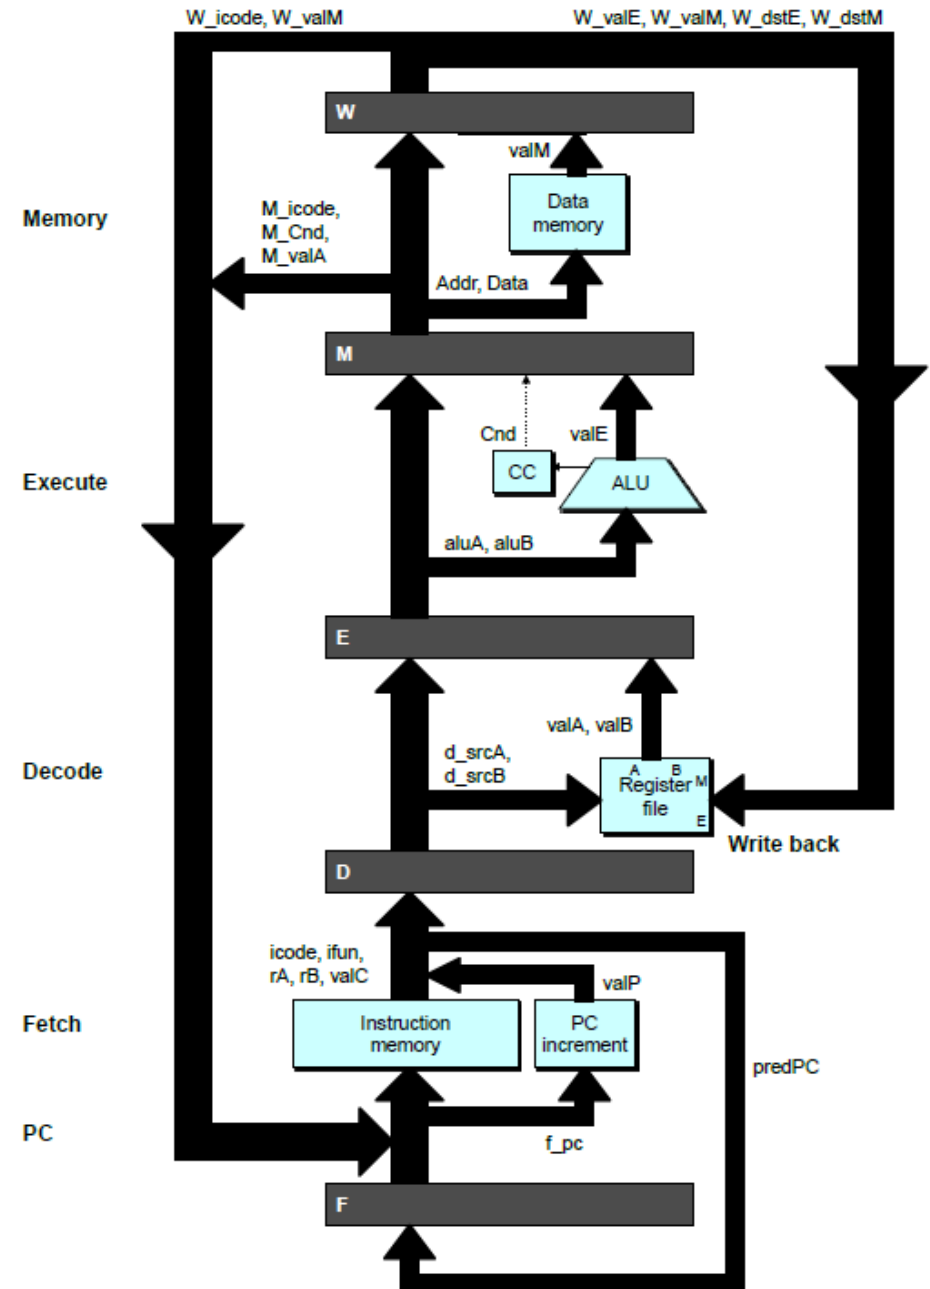 W_icode, W_valM
W_valE, W_valM, W_dstE, W_dstM
W
valM
Data
memory
Memory
M_icode,
M_Cnd,
M_valA
Addr, Data
M
Cnd
valE
CC
ALU
Execute
aluA, aluB
E
valA, valB
d_srcA,
d_srcB
Decode
A B
Register M
file
E
Write back
D
icode, ifun,
rA, rB, valC
valP
Fetch
Instruction
memory
PC
increment
predPC
PC
f_pc
F